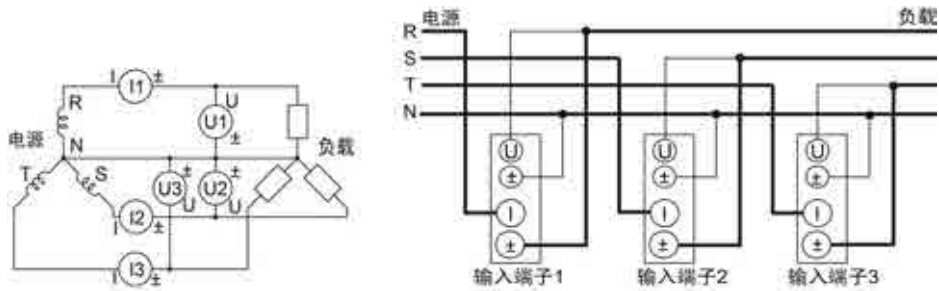 I I1 ±
R
U
U1
±
电源
N
负载
T
S
±
±
U3
U2
U
U
I I2 ±
I I3 ±
电源
负载
R
S
T
N
U
U
U
±
±
±
I
I
I
±
±
±
输入端子1
输入端子2
输入端子3